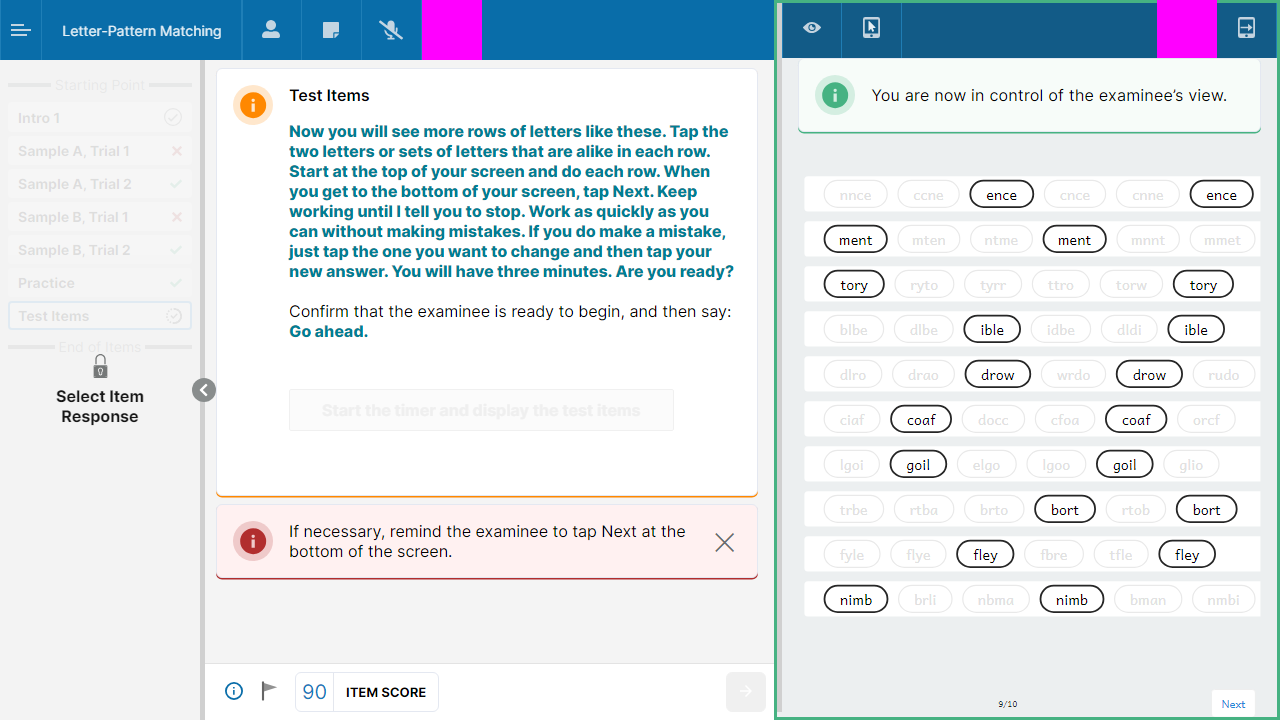 Letter-Pattern Matching
Starting Point
Intro 1
Sample A, Trial 1
Sample A, Trial 2
Sample B, Trial 1
Sample B, Trial 2
Practice
Test Items
End of Items
Select Item
Response
Test Items
Now you will see more rows of letters like these. Tap the
two letters or sets of letters that are alike in each row.
Start at the top of your screen and do each row. When
you get to the bottom of your screen, tap Next. Keep
working until I tell you to stop. Work as quickly as you
can without making mistakes. If you do make a mistake,
just tap the one you want to change and then tap your
new answer. You will have three minutes. Are you ready?
Confirm that the examinee is ready to begin, and then say:
Go ahead.
Start the timer and display the test items
If necessary, remind the examinee to tap Next at the
bottom of the screen.
90 ITEM SCORE
You are now in control of the examinee's view.
nnce ccne ence cnce cnne ence
ment mten ntme ment mnnt mmet
tory ryto tyrr ttro torw tory
blbe dlbe ible idbe dldi ible
dlro drao drow wrdo drow rudo
ciaf coaf docc cfoa coaf orcf
lgoi goil elgo lgoo goil glio
trbe rtba brto bort rtob bort
fyle flye fley fbre tfle fley
nimb brii nbma nimb bman nmbi
9/10
Next